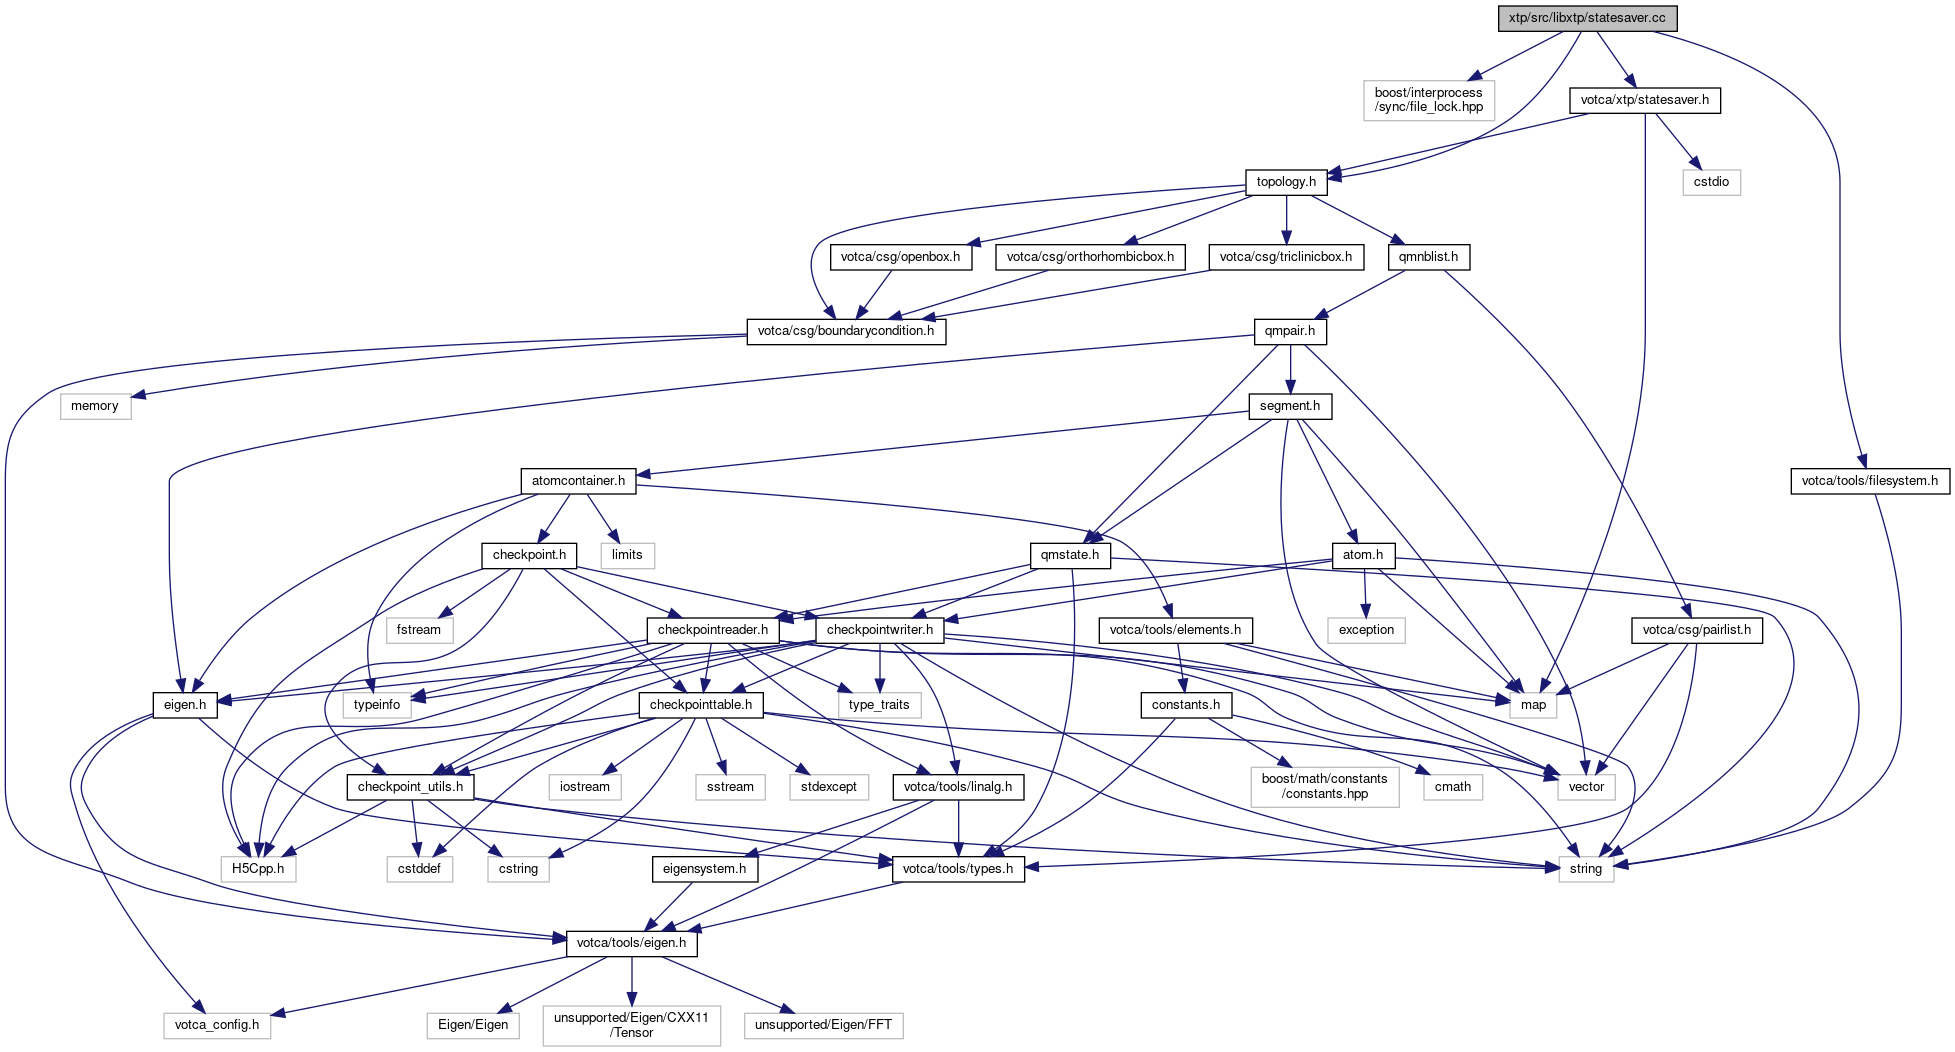 xtp/src/libxtp/statesaver.cc
boost/interprocess
/sync/file_lock.hpp
votca/xtp/statesaver.h
topology.h
cstdio
votca/csg/openbox.h
votca/csg/orthorhombicbox.h
votca/csg/triclinicbox.h
qmnblist.h
votca/csg/boundarycondition.h
qmpair.h
memory
segment.h
atomcontainer.h
votca/tools/filesystem.h
checkpoint.h
limits
qmstate.h
atom.h
fstream
checkpointreader.h
checkpointwriter.h
votca/tools/elements.h
exception
votca/csg/pairlist.h
eigen.h
typeinfo
checkpointtable.h
type_traits
constants.h
map
checkpoint_utils.h
iostream
sstream
stdexcept
votca/tools/linalg.h
boost/math/constants
/constants.hpp
cmath
vector
H5Cpp.h
cstddef
cstring
eigensystem.h
votca/tools/types.h
string
votca/tools/eigen.h
votca_config.h
Eigen/Eigen
unsupported/Eigen/CXX11
/Tensor
unsupported/Eigen/FFT